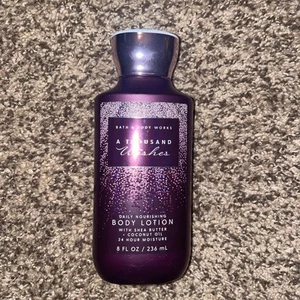 BATH & BODY WORKS
A THOUSAND
Wishes
DAILY NOURISHING
BODY LOTION
WITH SHEA BUTTER
+ COCONUT OIL
24 HOUR MOISTURE
8 FL OZ / 236 mL